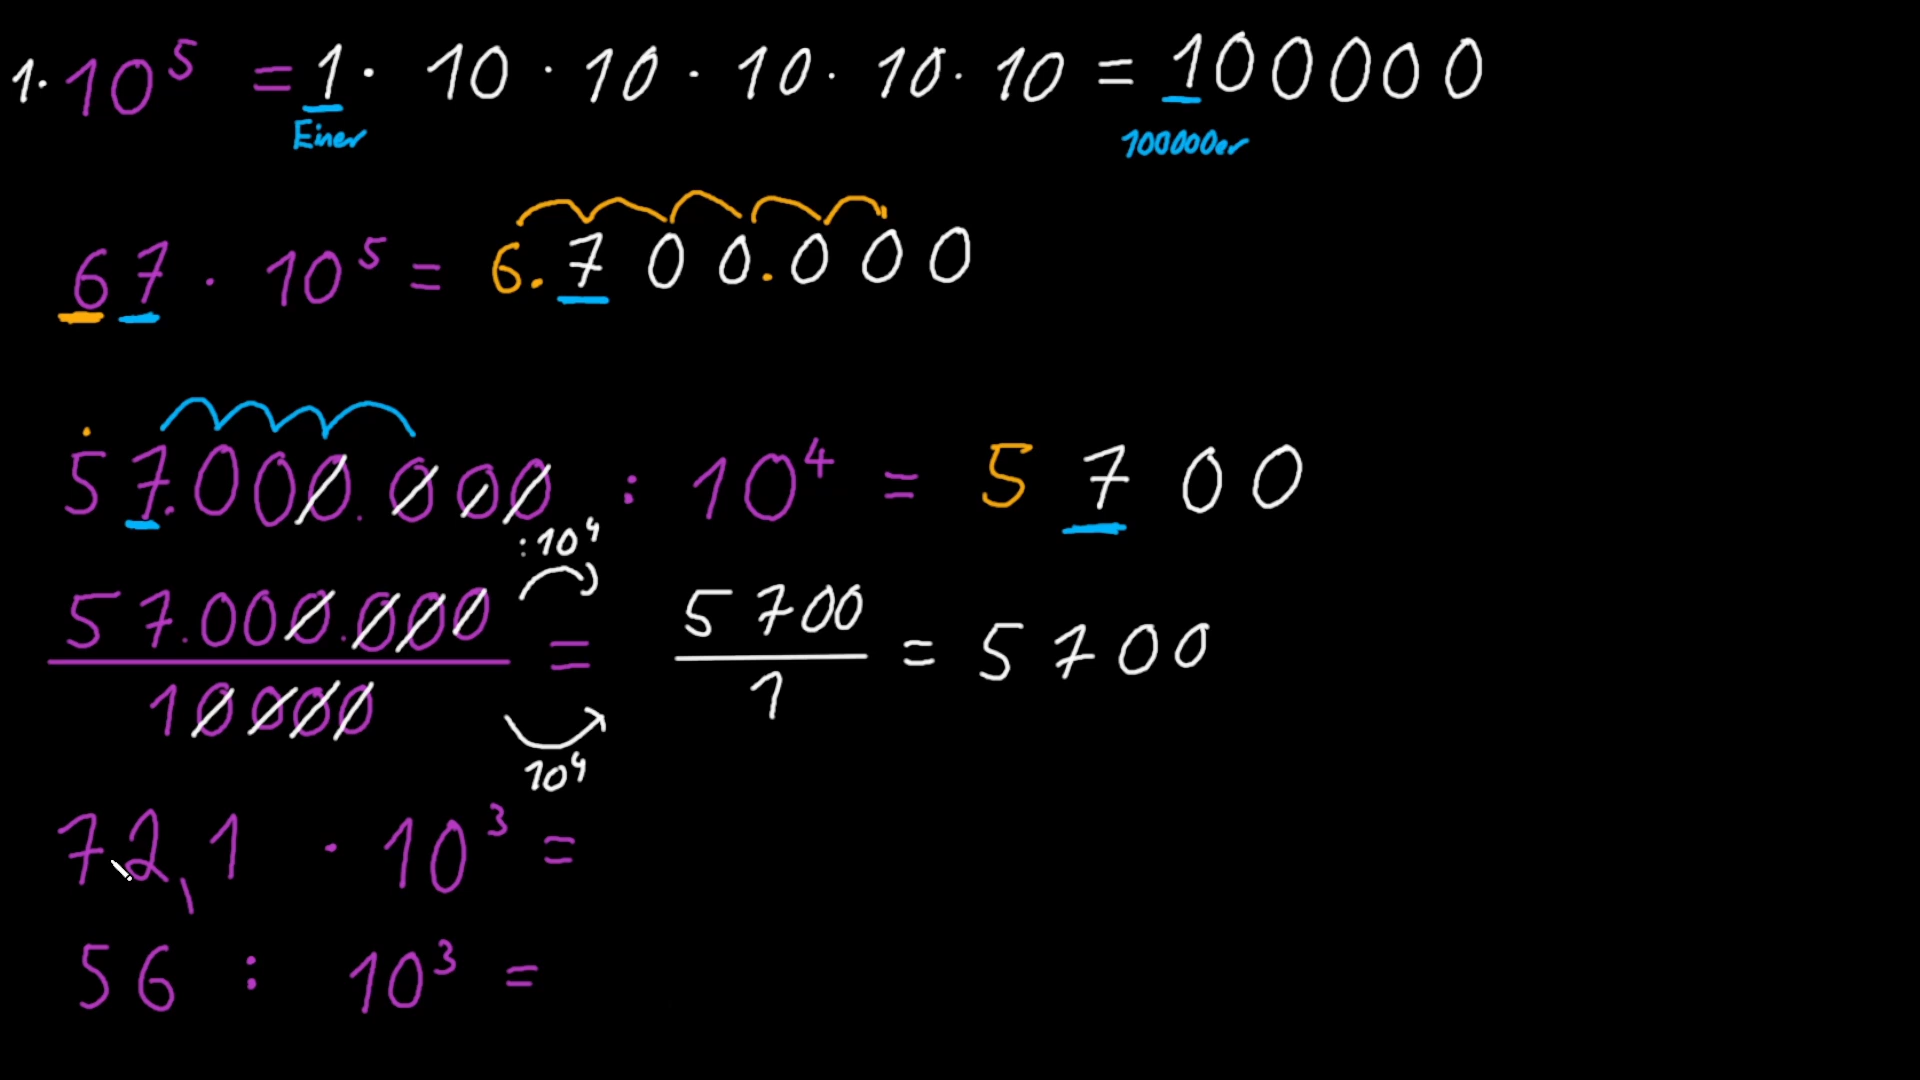 1·10⁵ = 1 · 10 · 10 · 10 · 10 · 10 = 100000
Einer 100000er
67 · 10⁵ = 6.700.000
57.000.000 : 10⁴ = 5700
:10⁴
57.000.000 / 10000 = 5700 / 1 = 5700
10⁴
72,1 · 10³ =
56 : 10³ =